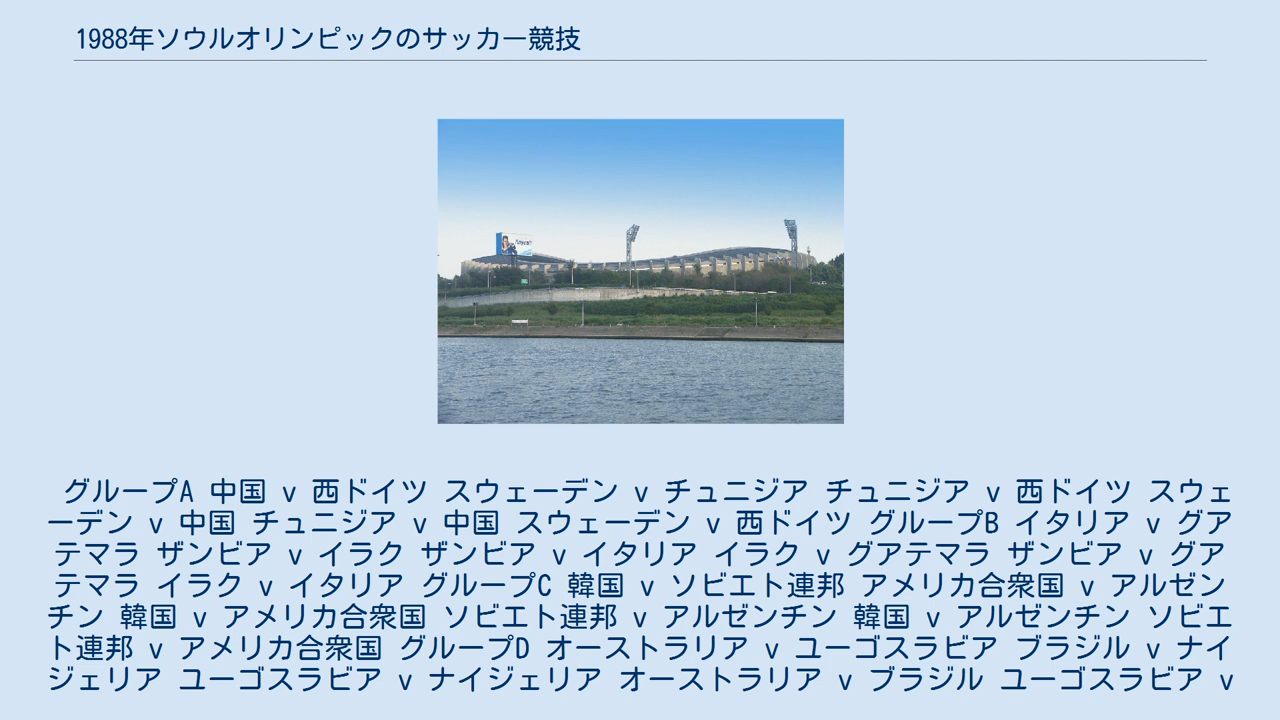 1988年ソウルオリンピックのサッカー競技
グループA 中国 v 西ドイツ スウェーデン v チュニジア チュニジア v 西ドイツ スウェ
ーデン v 中国 チュニジア v 中国 スウェーデン v 西ドイツ グループB イタリア v グア
テマラ ザンビア v イラク ザンビア v イタリア イラク v グアテマラ ザンビア v グア
テマラ イラク v イタリア グループC 韓国 v ソビエト連邦 アメリカ合衆国 v アルゼン
チン 韓国 v アメリカ合衆国 ソビエト連邦 v アルゼンチン 韓国 v アルゼンチン ソビエ
ト連邦 v アメリカ合衆国 グループD オーストラリア v ユーゴスラビア ブラジル v ナイ
ジェリア ユーゴスラビア v ナイジェリア オーストラリア v ブラジル ユーゴスラビア v